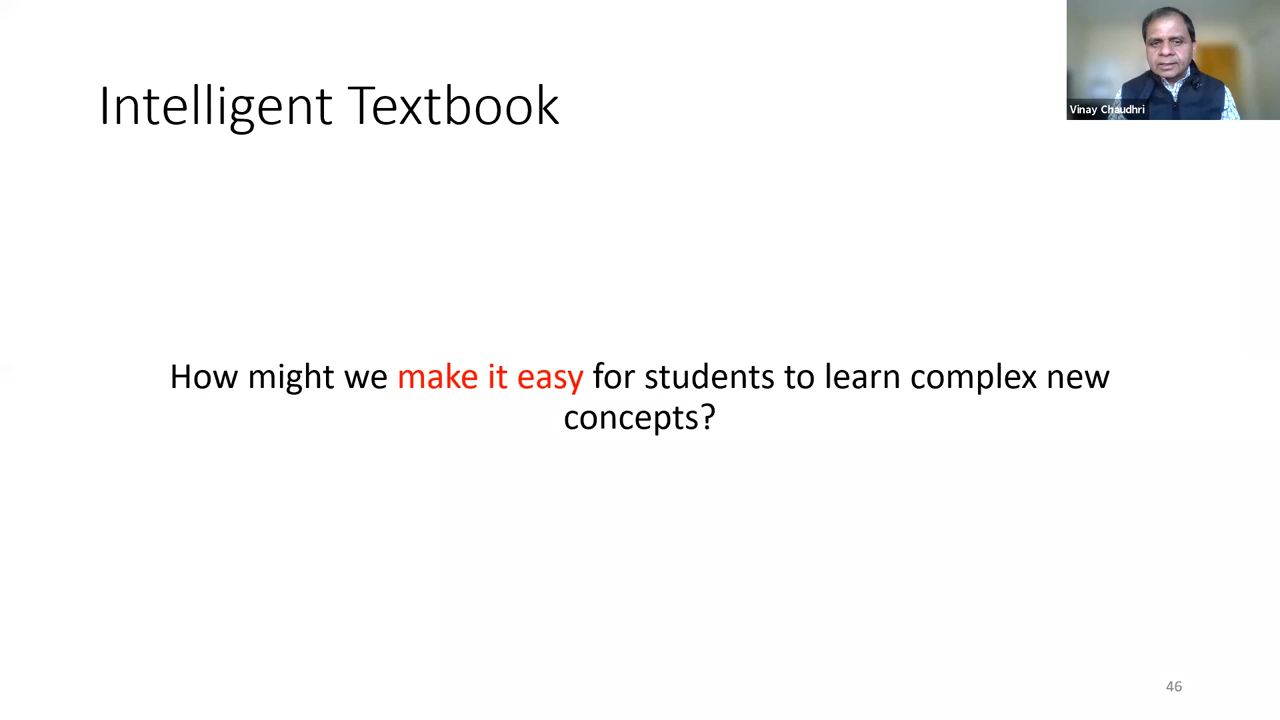 Intelligent Textbook
Vinay Chaudhri
How might we make it easy for students to learn complex new
concepts?
46